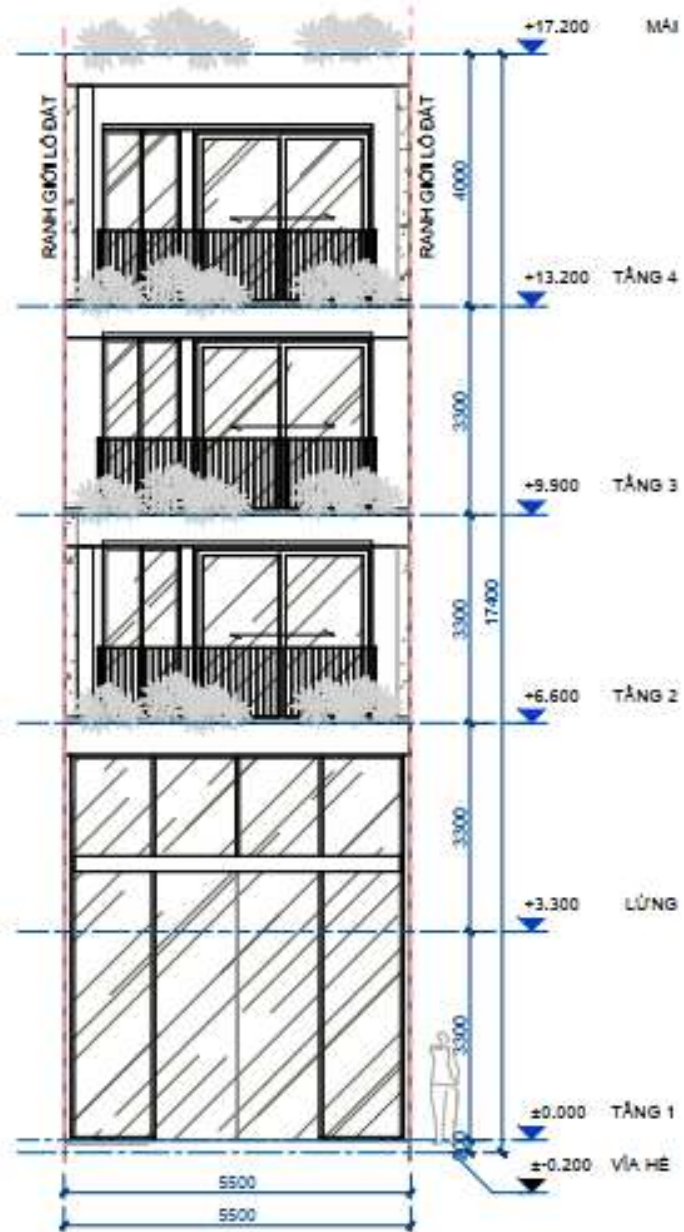 +17.200 MÁI
RANH GIỚI LÔ ĐẤT
RANH GIỚI LÔ ĐẤT
4000
+13.200 TẦNG 4
3300
+9.900 TẦNG 3
3300
17400
+6.600 TẦNG 2
3300
+3.300 LỬNG
3300
±0.000 TẦNG 1
±-0.200 VỈA HÈ
5500
5500